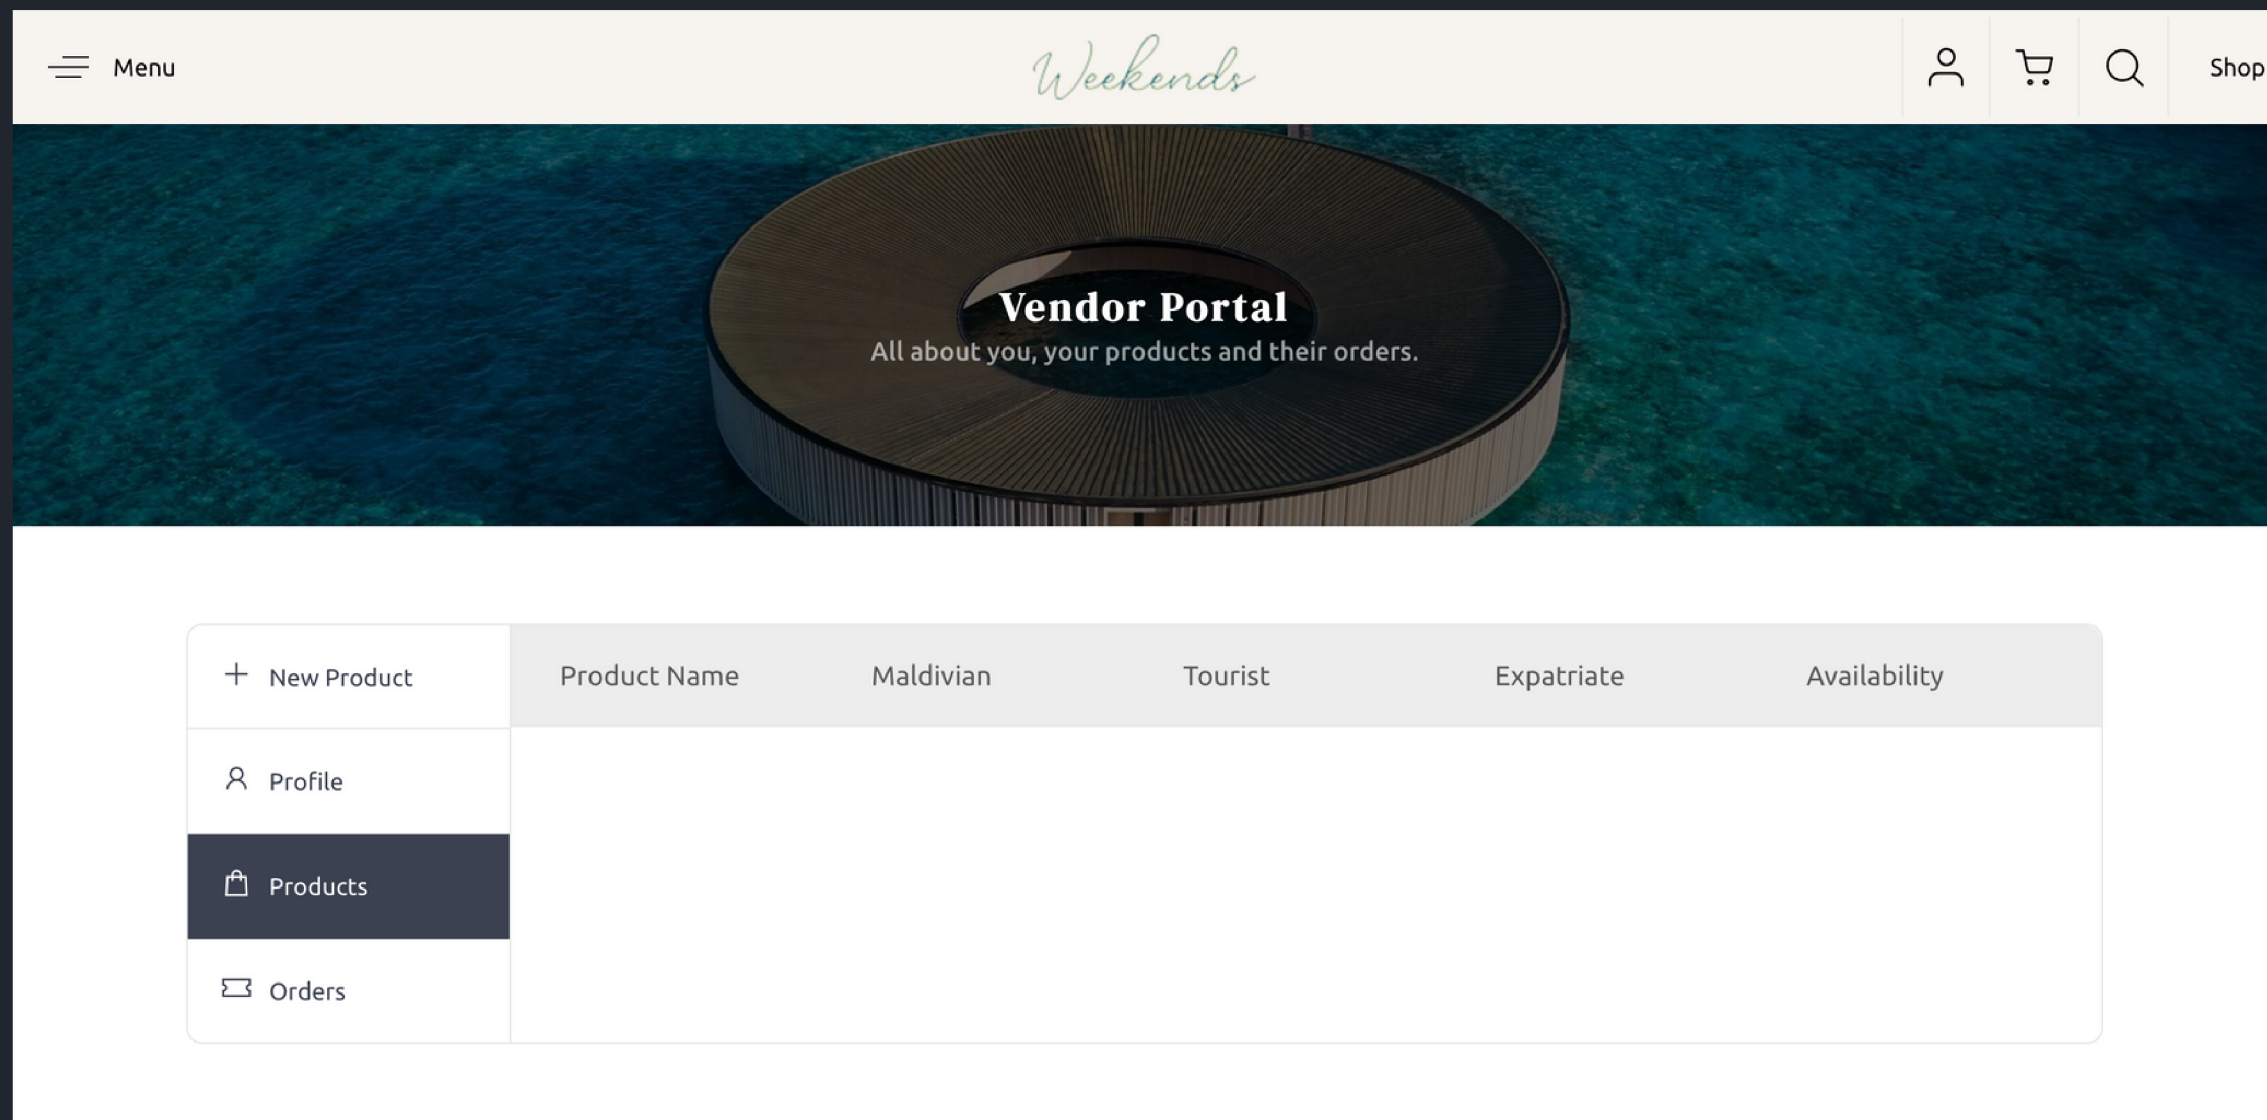 Menu
Weekends
Shop
Vendor Portal
All about you, your products and their orders.
New Product
Product Name
Maldivian
Tourist
Expatriate
Availability
Profile
Products
Orders